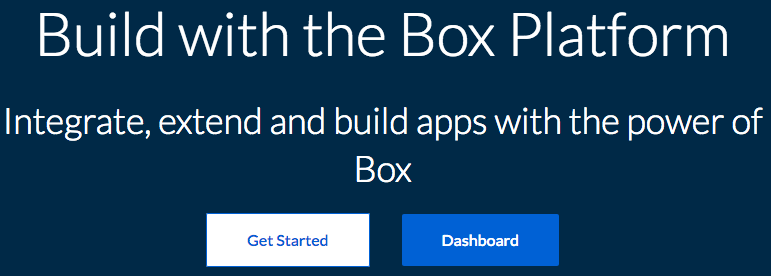 Build with the Box Platform
Integrate, extend and build apps with the power of
Box
Get Started
Dashboard